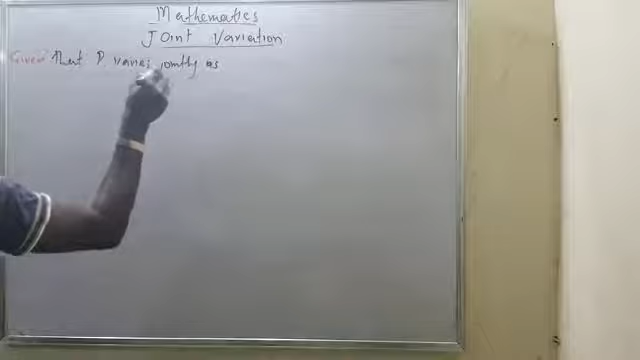 Mathematics
Joint Variation
Given that P varies jointly as